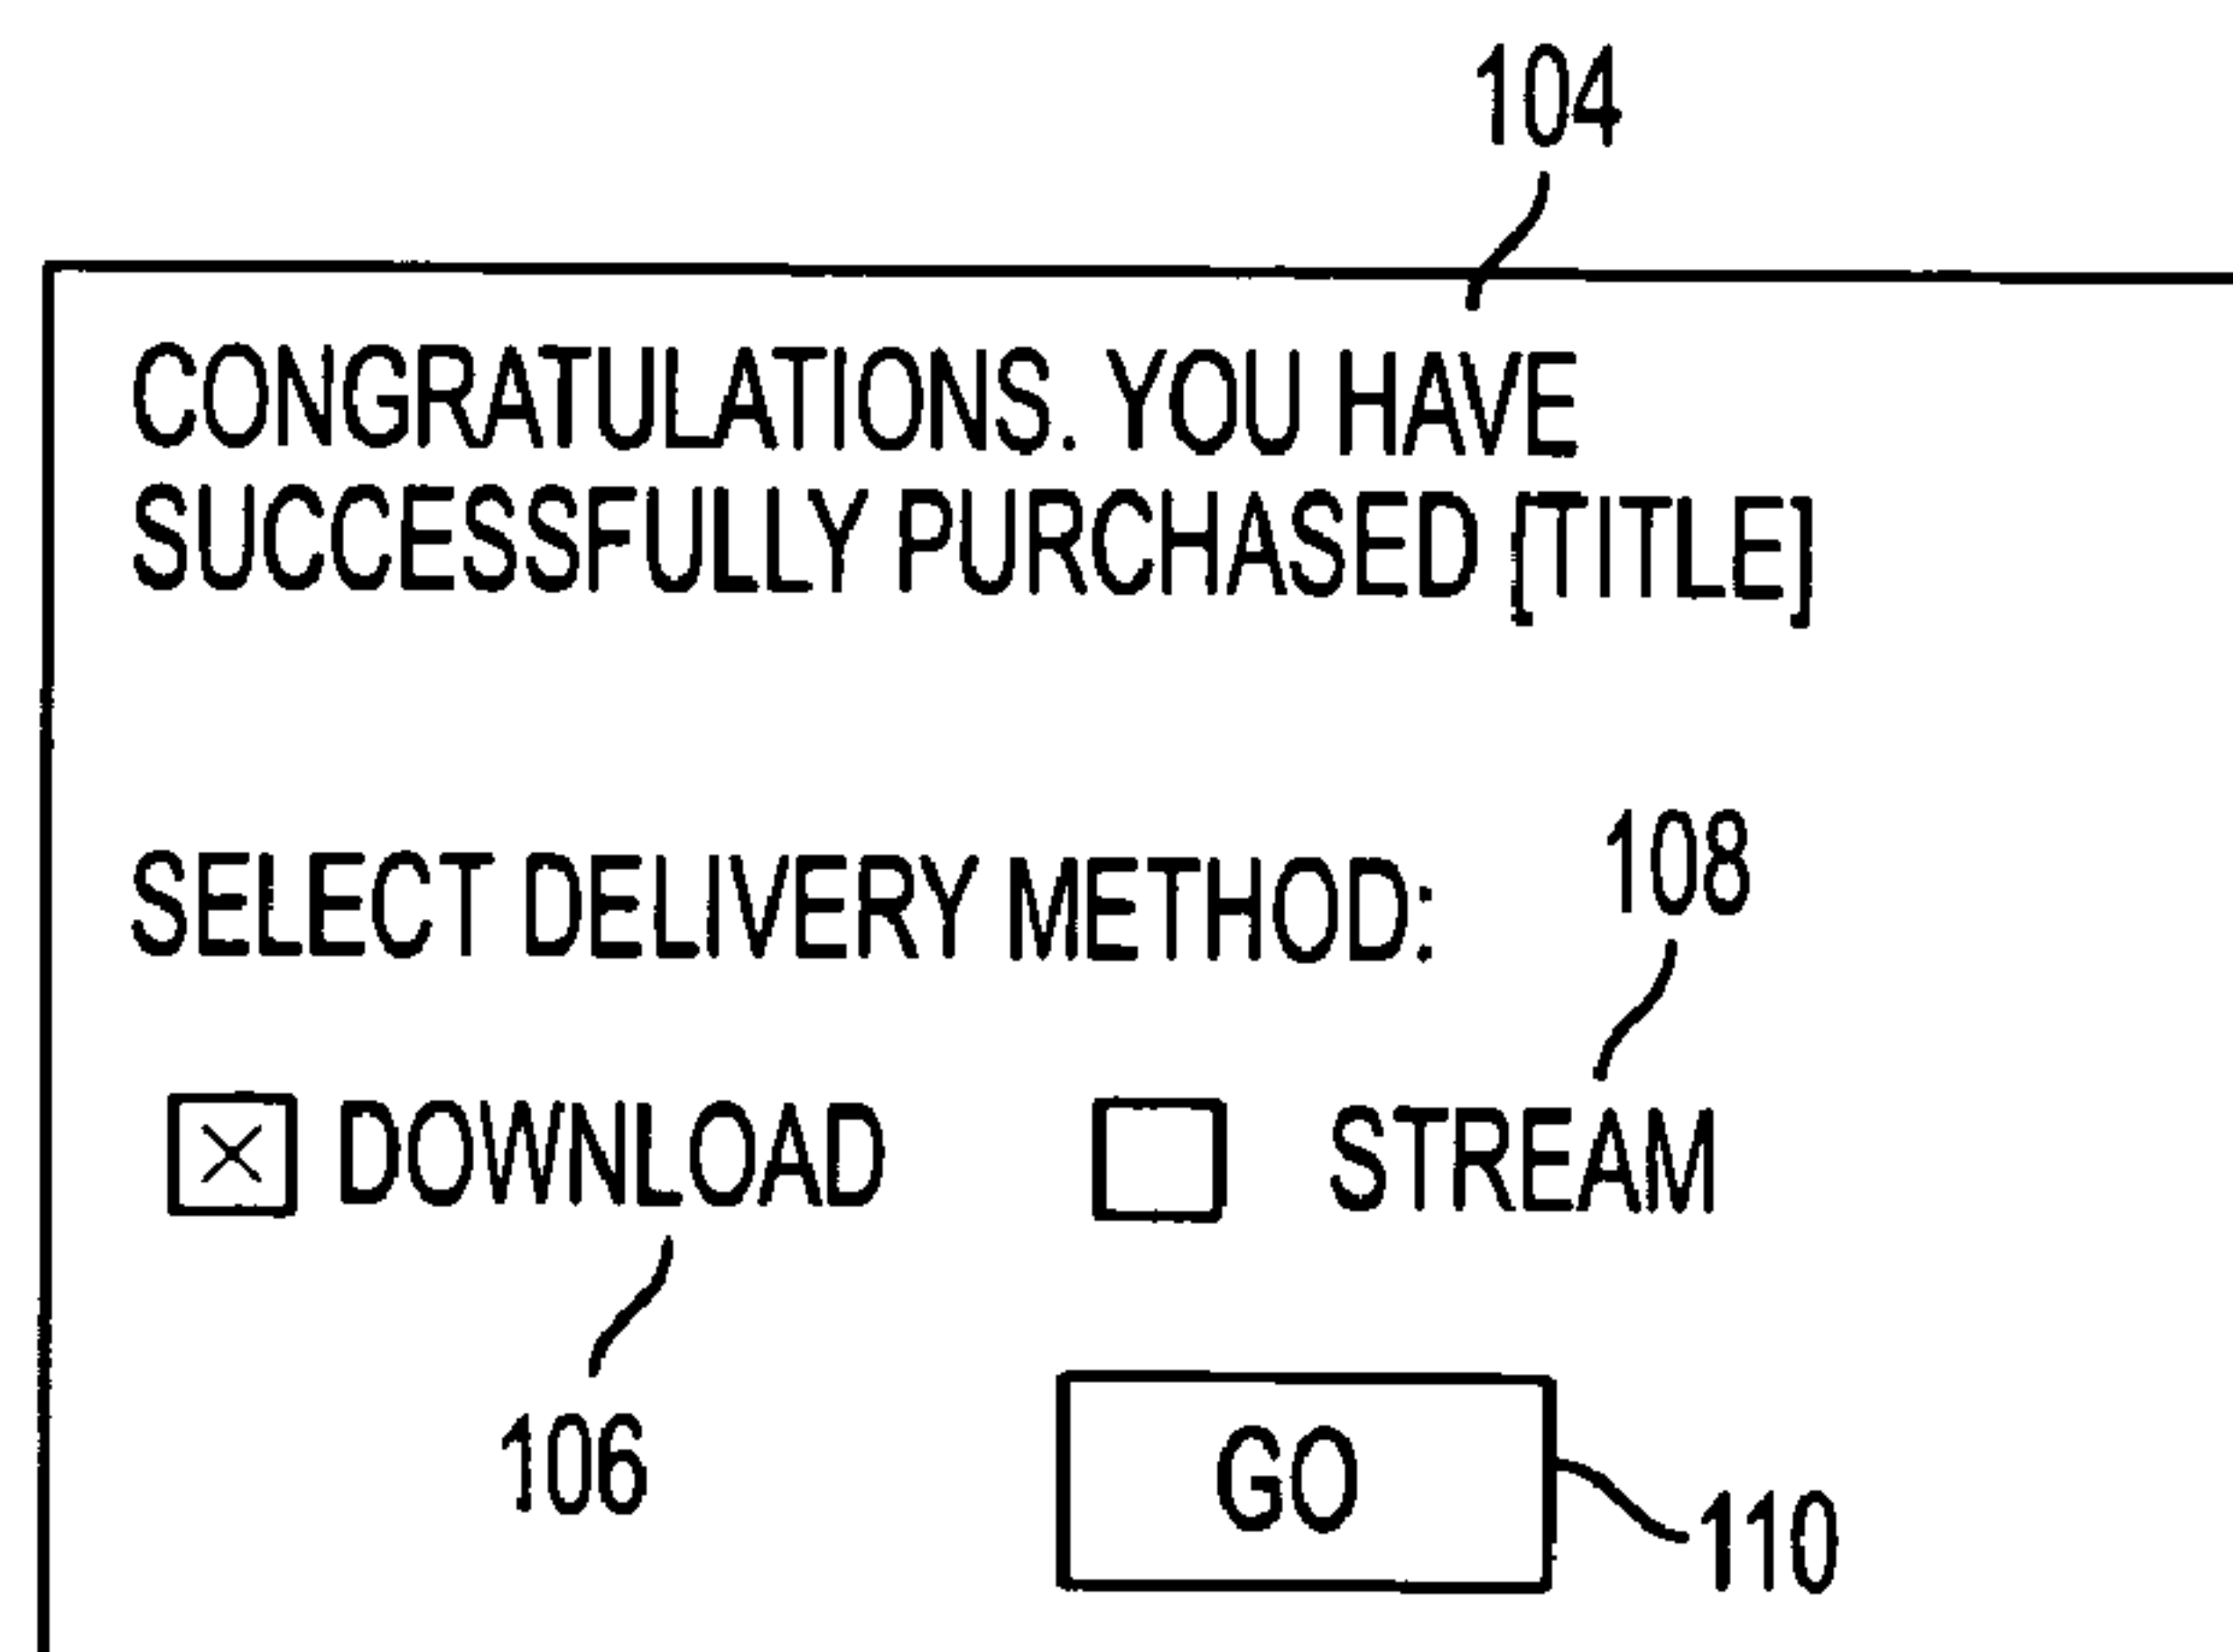 104
CONGRATULATIONS. YOU HAVE
SUCCESSFULLY PURCHASED [TITLE]
108
SELECT DELIVERY METHOD:
DOWNLOAD STREAM
106
GO
110